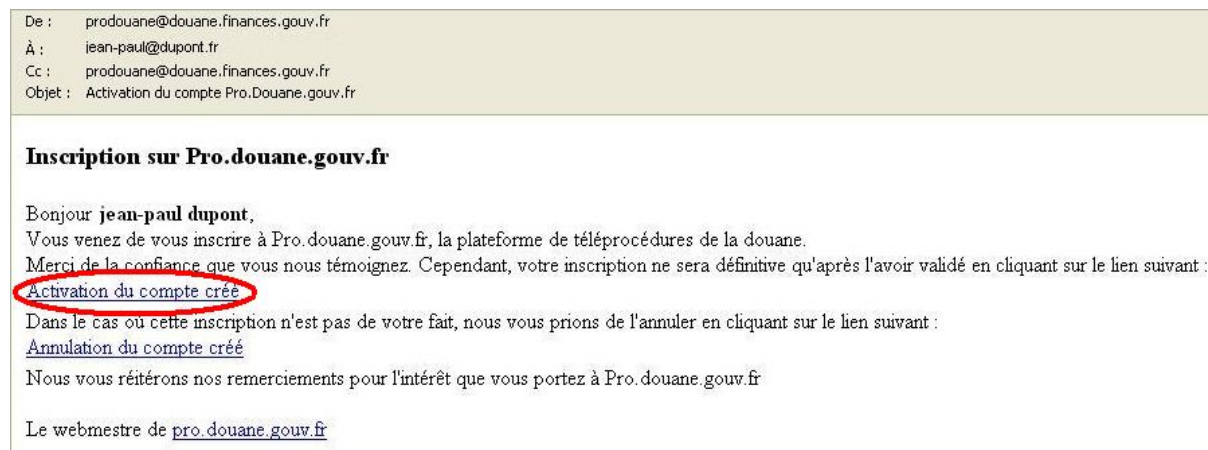 De : prodouane@douane.finances.gouv.fr
À : jean-paul@dupont.fr
Cc : prodouane@douane.finances.gouv.fr
Objet : Activation du compte Pro.Douane.gouv.fr
Inscription sur Pro.douane.gouv.fr
Bonjour jean-paul dupont,
Vous venez de vous inscrire à Pro.douane.gouv.fr, la plateforme de téléprocédures de la douane.
Merci de la confiance que vous nous témoignez. Cependant, votre inscription ne sera définitive qu'après l'avoir validé en cliquant sur le lien suivant :
Activation du compte créé
Dans le cas où cette inscription n'est pas de votre fait, nous vous prions de l'annuler en cliquant sur le lien suivant :
Annulation du compte créé
Nous vous réitérons nos remerciements pour l'intérêt que vous portez à Pro.douane.gouv.fr
Le webmestre de pro.douane.gouv.fr